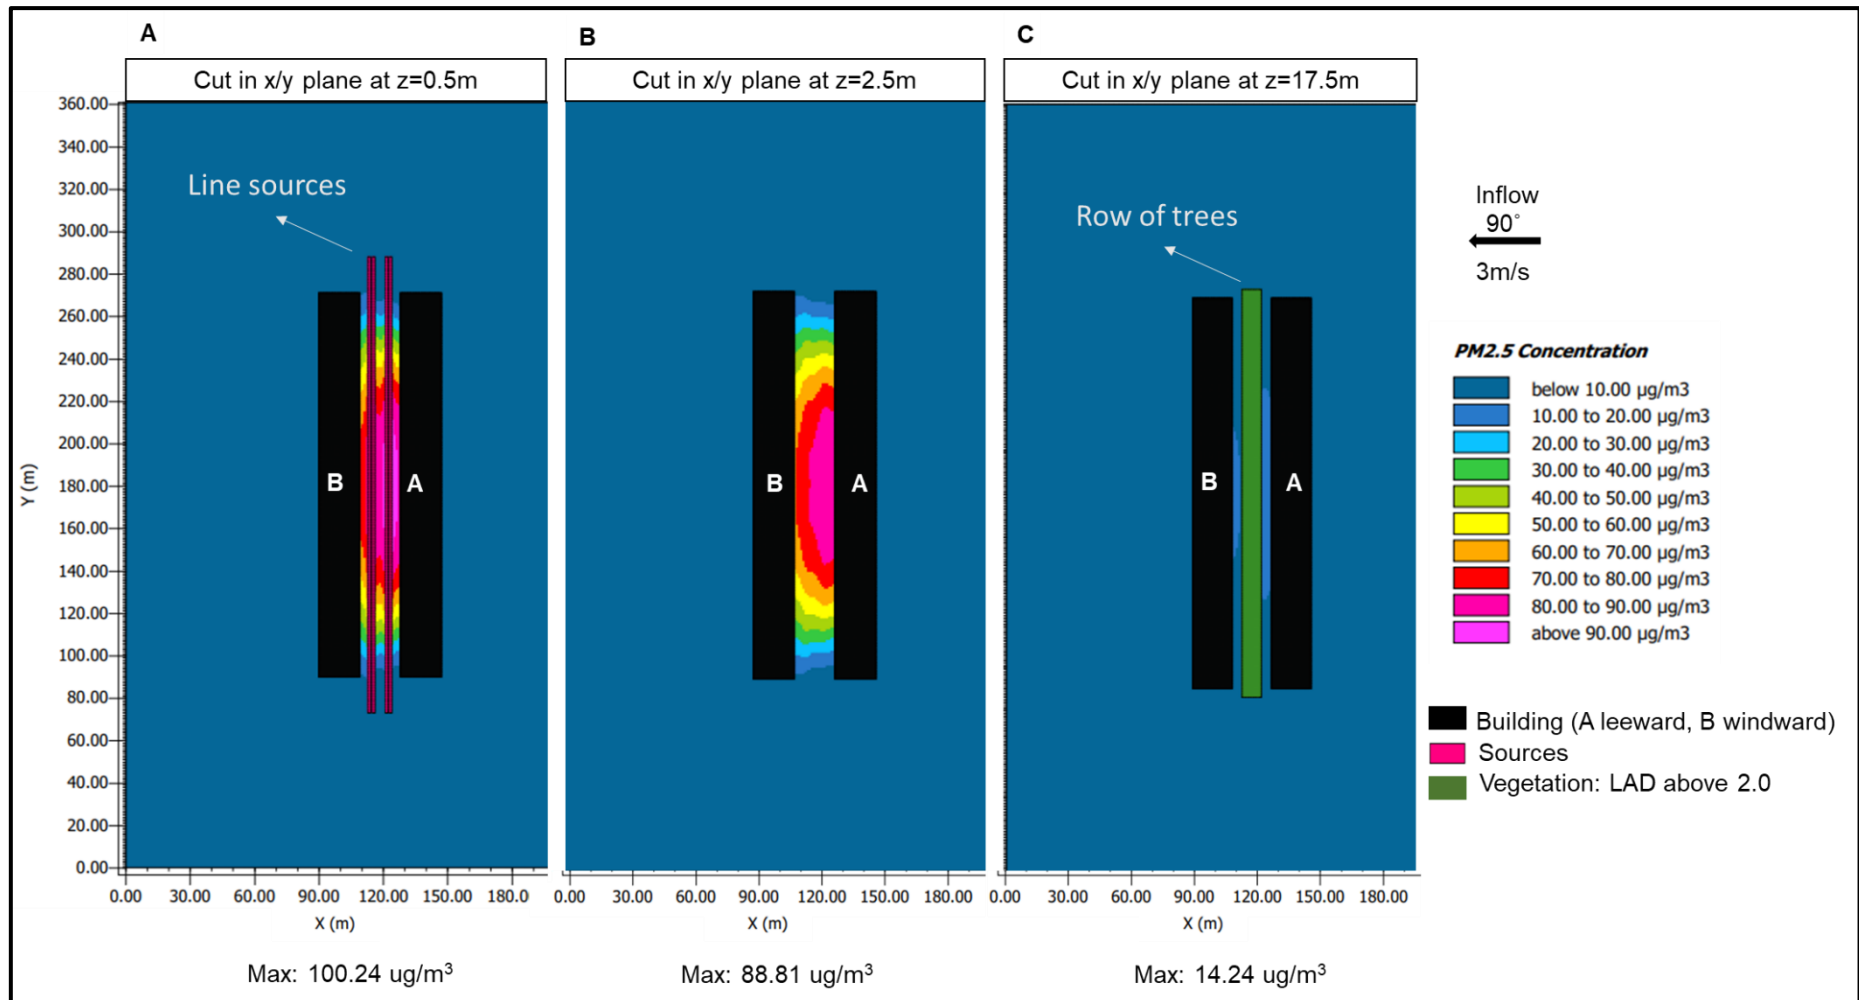 A
B
C
Cut in x/y plane at z=0.5m
Cut in x/y plane at z=2.5m
Cut in x/y plane at z=17.5m
360.00
340.00
320.00
300.00
280.00
260.00
240.00
220.00
200.00
180.00
160.00
140.00
120.00
100.00
80.00
60.00
40.00
20.00
0.00
Y (m)
Line sources
B
A
0.00 30.00 60.00 90.00 120.00 150.00 180.0
X (m)
Max: 100.24 ug/m³
B
A
0.00 30.00 60.00 90.00 120.00 150.00 180.00
X (m)
Max: 88.81 ug/m³
Row of trees
B
A
0.00 30.00 60.00 90.00 120.00 150.00 180.00
X (m)
Max: 14.24 ug/m³
Inflow
90°
3m/s
PM2.5 Concentration
below 10.00 µg/m3
10.00 to 20.00 µg/m3
20.00 to 30.00 µg/m3
30.00 to 40.00 µg/m3
40.00 to 50.00 µg/m3
50.00 to 60.00 µg/m3
60.00 to 70.00 µg/m3
70.00 to 80.00 µg/m3
80.00 to 90.00 µg/m3
above 90.00 µg/m3
Building (A leeward, B windward)
Sources
Vegetation: LAD above 2.0